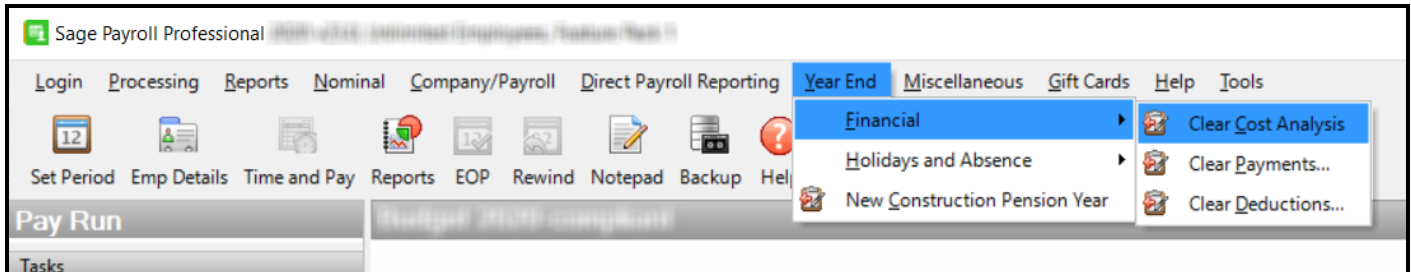 Sage Payroll Professional
Login Processing Reports Nominal Company/Payroll Direct Payroll Reporting Year End Miscellaneous Gift Cards Help Tools
Financial
Clear Cost Analysis
Holidays and Absence
Clear Payments...
New Construction Pension Year
Clear Deductions...
12
Set Period Emp Details Time and Pay Reports EOP Rewind Notepad Backup Help
Pay Run
Tasks